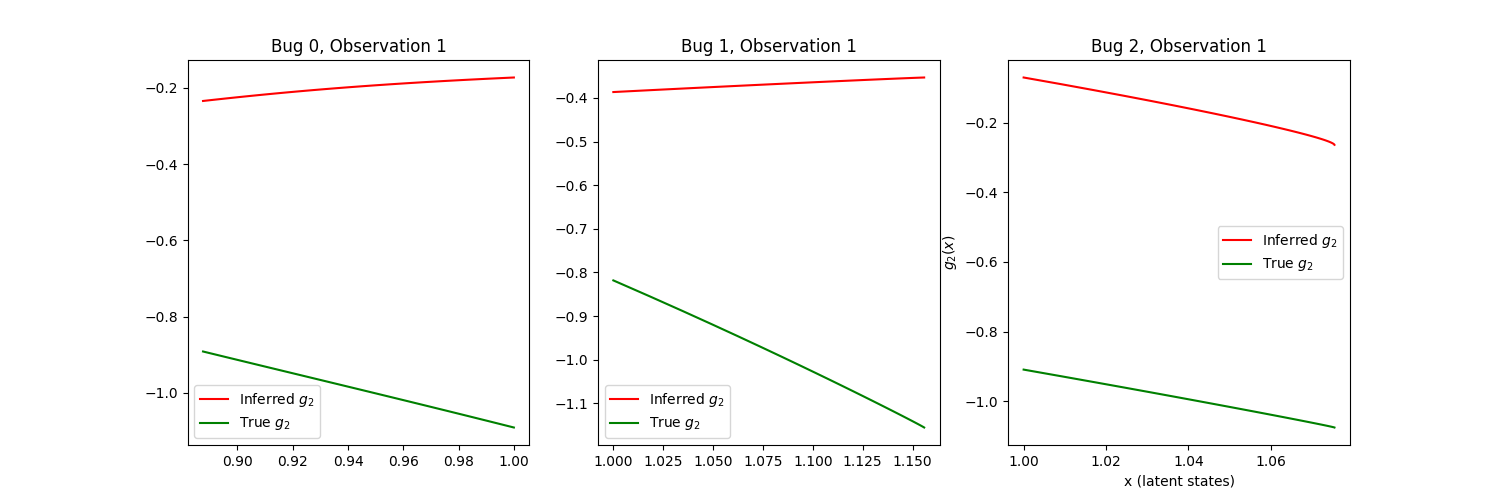 Bug 0, Observation 1
−0.2
−0.4
−0.6
−0.8
−1.0
0.90 0.92 0.94 0.96 0.98 1.00
Inferred g₂
True g₂
Bug 1, Observation 1
−0.4
−0.5
−0.6
−0.7
−0.8
−0.9
−1.0
−1.1
1.000 1.025 1.050 1.075 1.100 1.125 1.150
Inferred g₂
True g₂
Bug 2, Observation 1
g₂(x)
−0.2
−0.4
−0.6
−0.8
−1.0
1.00 1.02 1.04 1.06
x (latent states)
Inferred g₂
True g₂